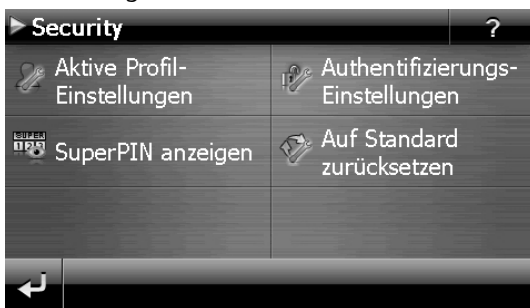 Security
?
Aktive Profil-
Einstellungen
Authentifizierungs-
Einstellungen
SUPER
SuperPIN anzeigen
Auf Standard
zurücksetzen